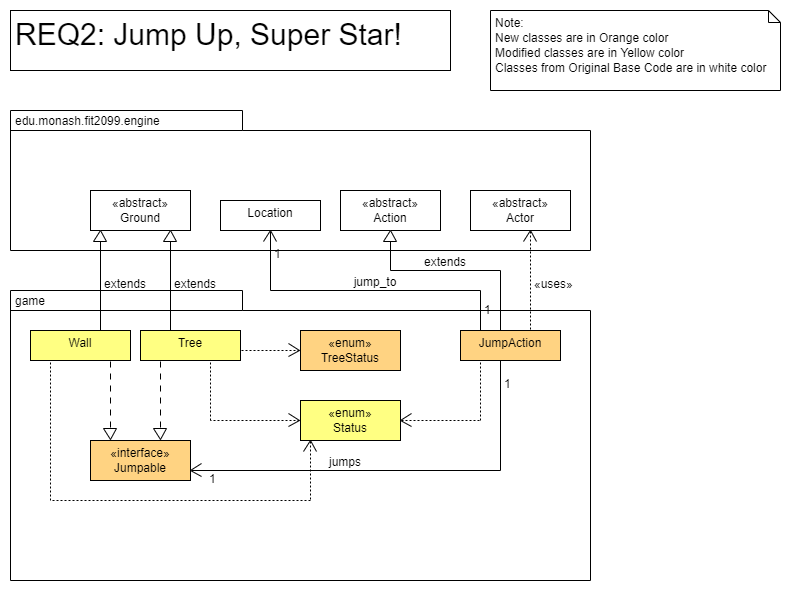 REQ2: Jump Up, Super Star!
Note:
New classes are in Orange color
Modified classes are in Yellow color
Classes from Original Base Code are in white color
edu.monash.fit2099.engine
«abstract»
Ground
Location
«abstract»
Action
«abstract»
Actor
1
extends
extends
extends
jump_to
«uses»
game
1
Wall
Tree
«enum»
TreeStatus
JumpAction
1
«enum»
Status
«interface»
Jumpable
jumps
1